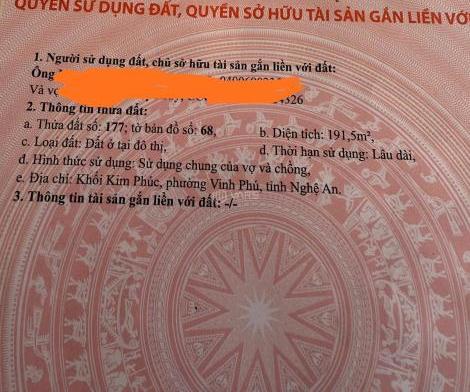 QUYỀN SỬ DỤNG ĐẤT, QUYỀN SỞ HỮU TÀI SẢN GẮN LIỀN VỚI
1. Người sử dụng đất, chủ sở hữu tài sản gắn liền với đất:
Ông
Và vợ
326
2. Thông tin thửa đất:
a. Thửa đất số: 177; tờ bản đồ số: 68,
b. Diện tích: 191,5m²,
c. Loại đất: Đất ở tại đô thị,
d. Thời hạn sử dụng: Lâu dài,
đ. Hình thức sử dụng: Sử dụng chung của vợ và chồng,
e. Địa chỉ: Khối Kim Phúc, phường Vinh Phú, tỉnh Nghệ An.
3. Thông tin tài sản gắn liền với đất: -/-